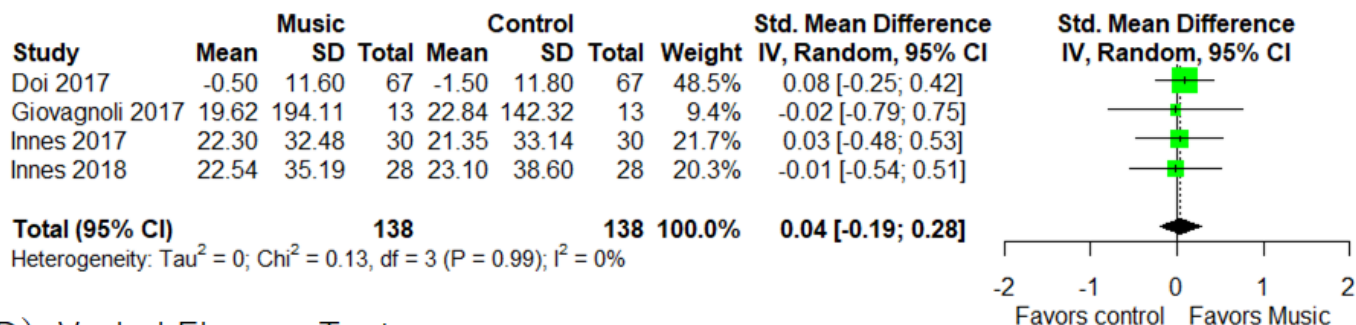 Music Control Std. Mean Difference Std. Mean Difference
Study Mean SD Total Mean SD Total Weight IV, Random, 95% CI IV, Random, 95% CI
Doi 2017 -0.50 11.60 67 -1.50 11.80 67 48.5% 0.08 [-0.25; 0.42]
Giovagnoli 2017 19.62 194.11 13 22.84 142.32 13 9.4% -0.02 [-0.79; 0.75]
Innes 2017 22.30 32.48 30 21.35 33.14 30 21.7% 0.03 [-0.48; 0.53]
Innes 2018 22.54 35.19 28 23.10 38.60 28 20.3% -0.01 [-0.54; 0.51]
Total (95% CI) 138 138 100.0% 0.04 [-0.19; 0.28]
Heterogeneity: Tau² = 0; Chi² = 0.13, df = 3 (P = 0.99); I² = 0%
-2 -1 0 1 2
Favors control Favors Music